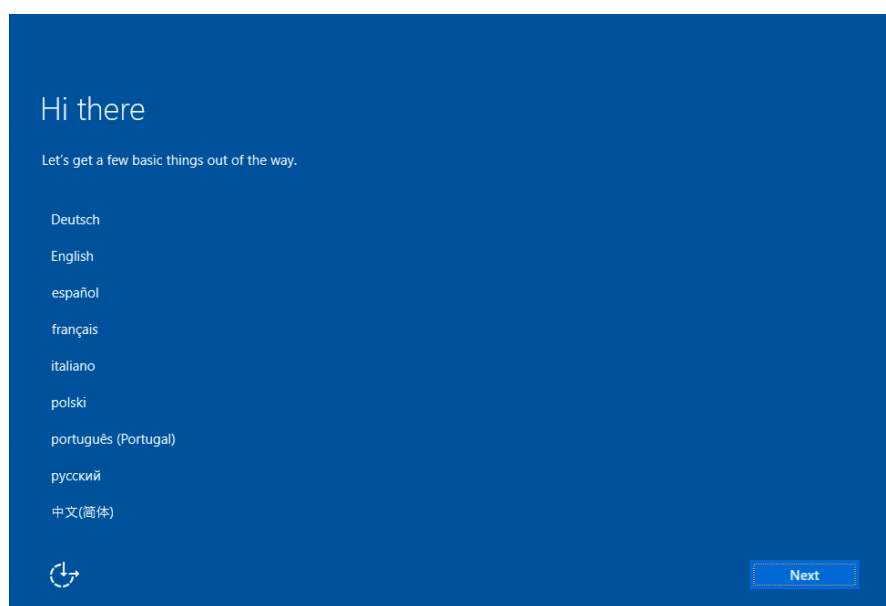 Hi there
Let's get a few basic things out of the way.
Deutsch
English
español
français
italiano
polski
português (Portugal)
русский
中文(简体)
Next